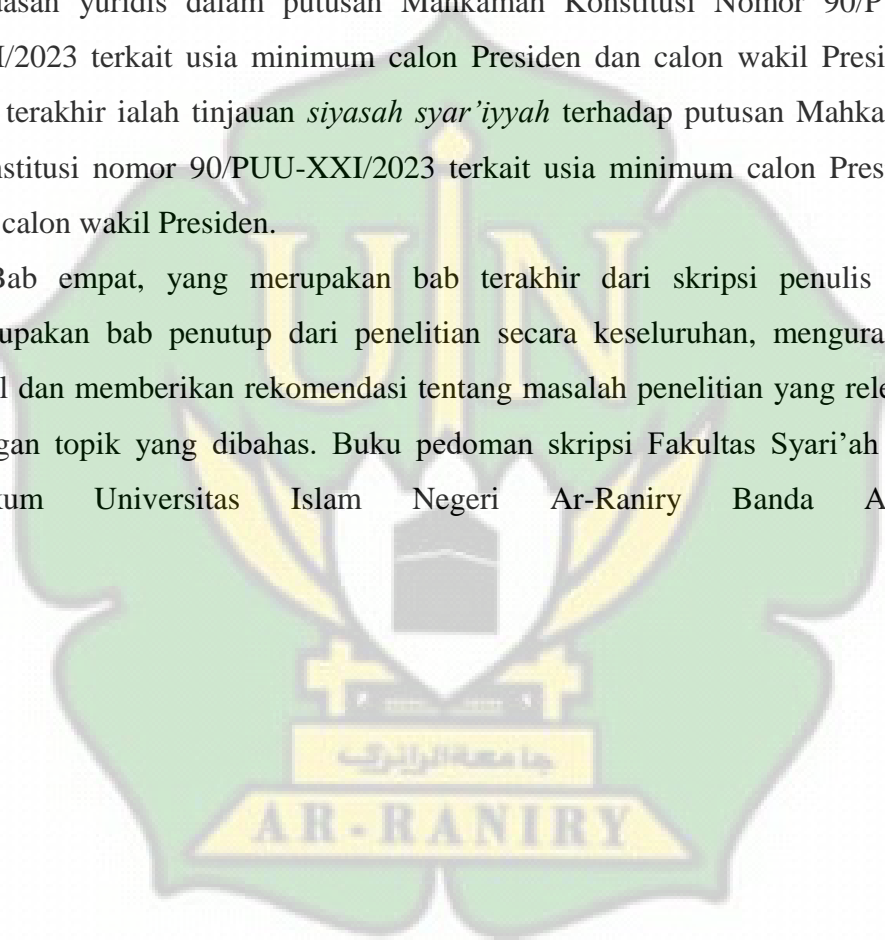 dasan yuridis dalam putusan Mahkamah Konstitusi Nomor 90/P
I/2023 terkait usia minimum calon Presiden dan calon wakil Presi
terakhir ialah tinjauan siyasah syar’iyyah terhadap putusan Mahka
nstitusi nomor 90/PUU-XXI/2023 terkait usia minimum calon Pres
calon wakil Presiden.
Bab empat, yang merupakan bab terakhir dari skripsi penulis
upakan bab penutup dari penelitian secara keseluruhan, mengura
l dan memberikan rekomendasi tentang masalah penelitian yang rele
gan topik yang dibahas. Buku pedoman skripsi Fakultas Syari’ah
kum Universitas Islam Negeri Ar-Raniry Banda A
UIN
جامعة الرانري
AR-RANIRY